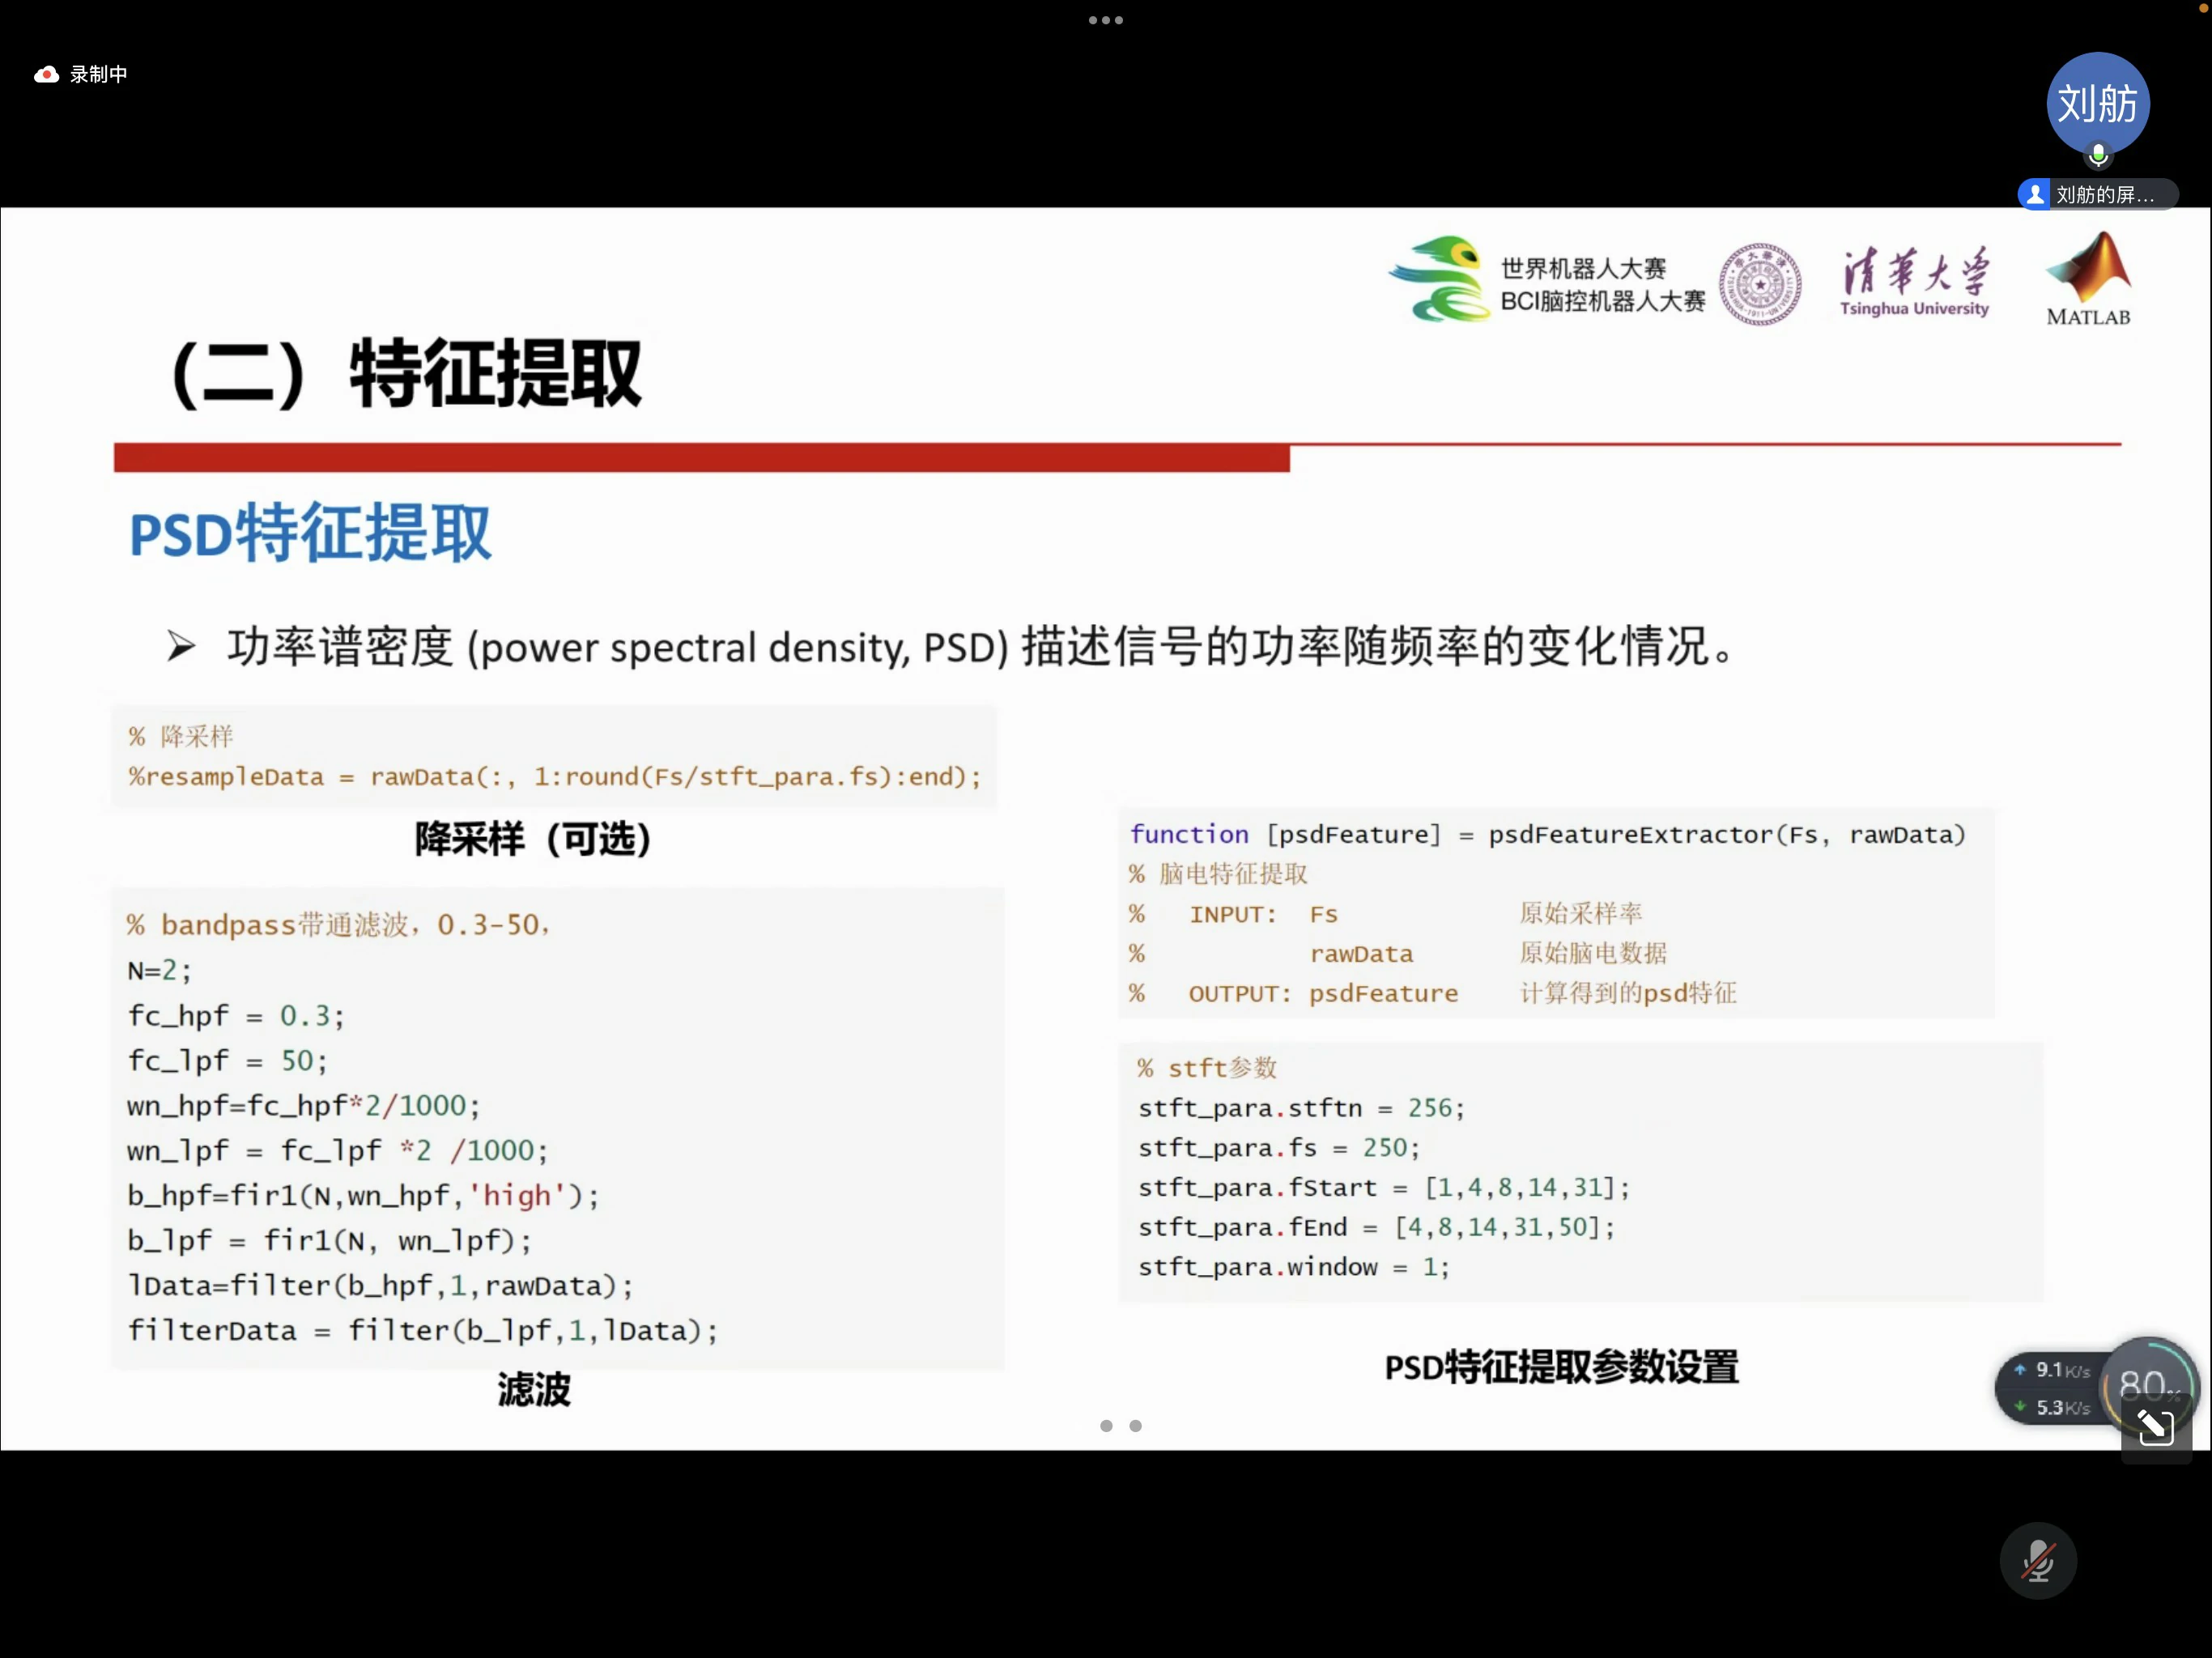 录制中
刘舫
刘舫的屏...
世界机器人大赛
BCI脑控机器人大赛
清华大学
Tsinghua University
MATLAB
（二）特征提取
PSD特征提取
➢ 功率谱密度 (power spectral density, PSD) 描述信号的功率随频率的变化情况。
% 降采样
%resampleData = rawData(:, 1:round(Fs/stft_para.fs):end);
降采样（可选）
% bandpass带通滤波，0.3-50，
N=2;
fc_hpf = 0.3;
fc_lpf = 50;
wn_hpf=fc_hpf*2/1000;
wn_lpf = fc_lpf *2 /1000;
b_hpf=fir1(N,wn_hpf,'high');
b_lpf = fir1(N, wn_lpf);
lData=filter(b_hpf,1,rawData);
filterData = filter(b_lpf,1,lData);
滤波
function [psdFeature] = psdFeatureExtractor(Fs, rawData)
% 脑电特征提取
% INPUT: Fs 原始采样率
% rawData 原始脑电数据
% OUTPUT: psdFeature 计算得到的psd特征
% stft参数
stft_para.stftn = 256;
stft_para.fs = 250;
stft_para.fStart = [1,4,8,14,31];
stft_para.fEnd = [4,8,14,31,50];
stft_para.window = 1;
PSD特征提取参数设置
9.1K/s
5.3K/s
80%